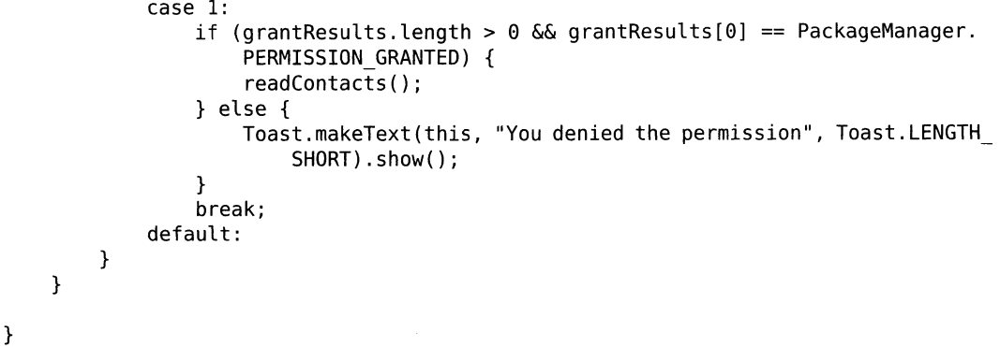 case 1:
if (grantResults.length > 0 && grantResults[0] == PackageManager.
PERMISSION_GRANTED) {
readContacts();
} else {
Toast.makeText(this, "You denied the permission", Toast.LENGTH_
SHORT).show();
}
break;
default:
}
}
}